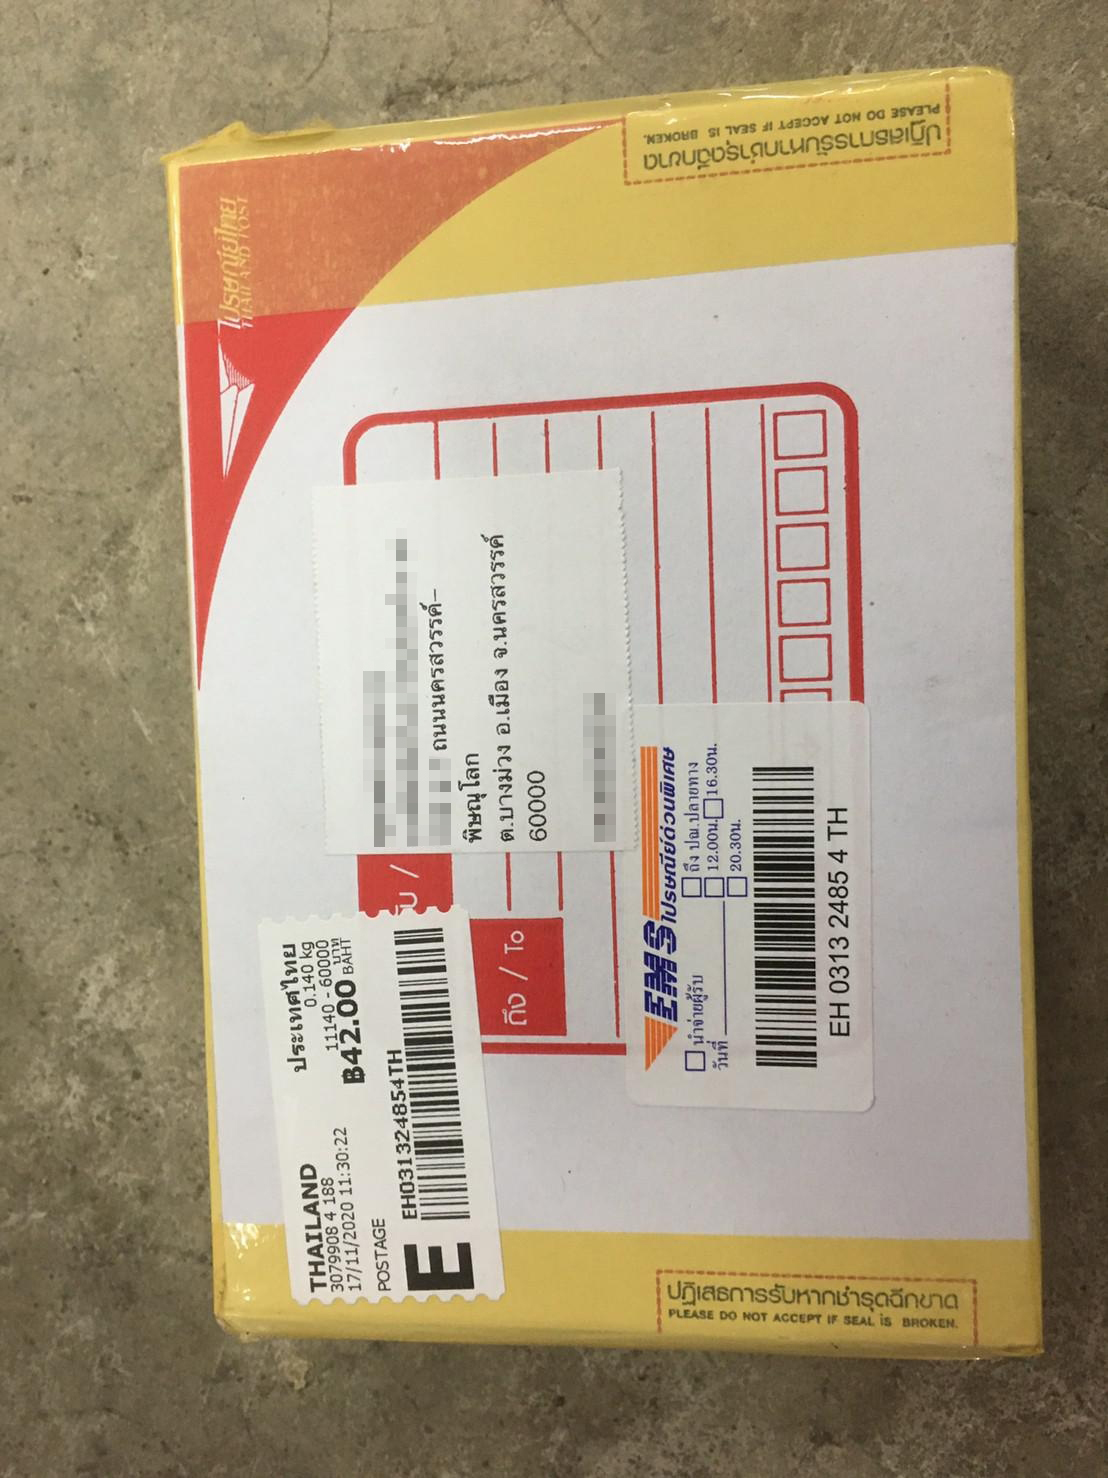 ไปรษณีย์ไทย
THAILAND POST
ปฏิเสธการรับหากชำรุดฉีกขาด
PLEASE DO NOT ACCEPT IF SEAL IS BROKEN.
ถนนนครสวรรค์–
พิษณุโลก
ต.บางม่วง อ.เมือง จ.นครสวรรค์
60000
ถึง / To
THAILAND ประเทศไทย
3079908 4 188 0.140 kg
17/11/2020 11:30:22 11140 - 60000
POSTAGE ฿42.00 บาท BAHT
E
EH031324854TH
EMS ไปรษณีย์ด่วนพิเศษ
นำจ่ายผู้รับ ถึง ปณ.ปลายทาง
วันที่ 12.00น. 16.30น.
20.30น.
EH 0313 2485 4 TH
ปฏิเสธการรับหากชำรุดฉีกขาด
PLEASE DO NOT ACCEPT IF SEAL IS BROKEN.